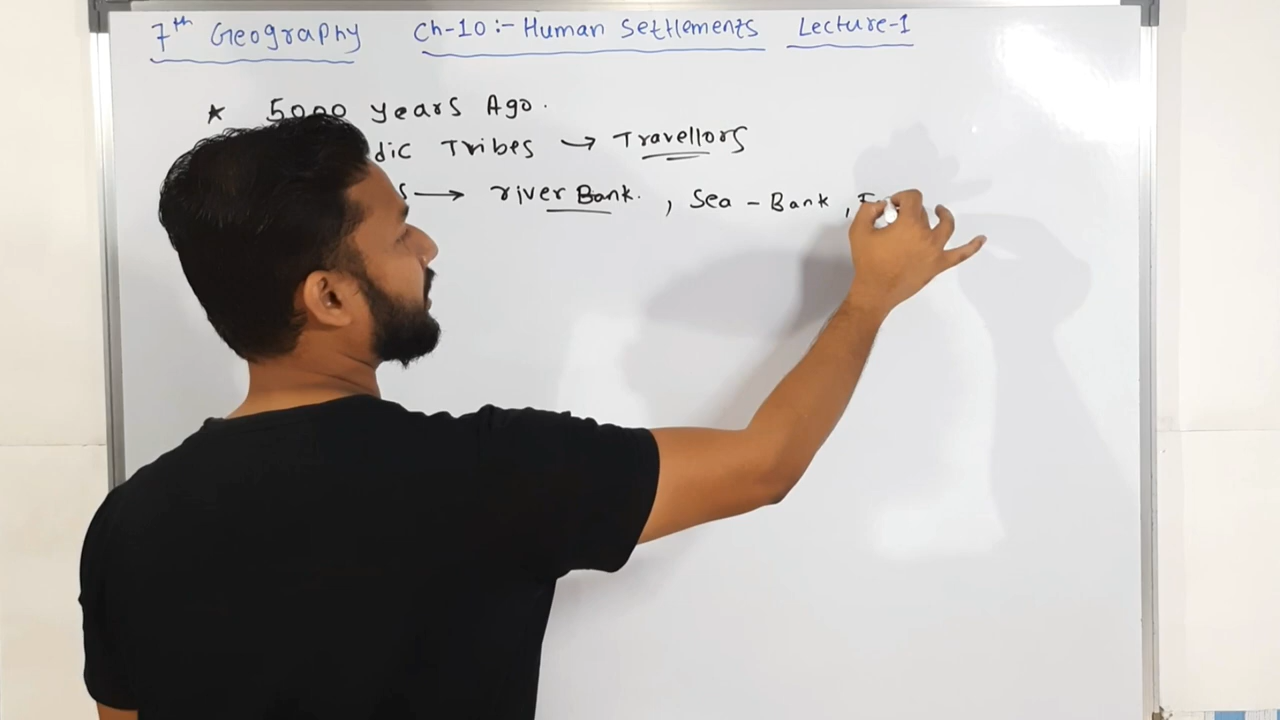 7th Geography Ch-10:- Human Settlements Lecture-1
* 5000 years Ago.
dic Tribes → Travellors
s → river Bank. , Sea - Bank ,